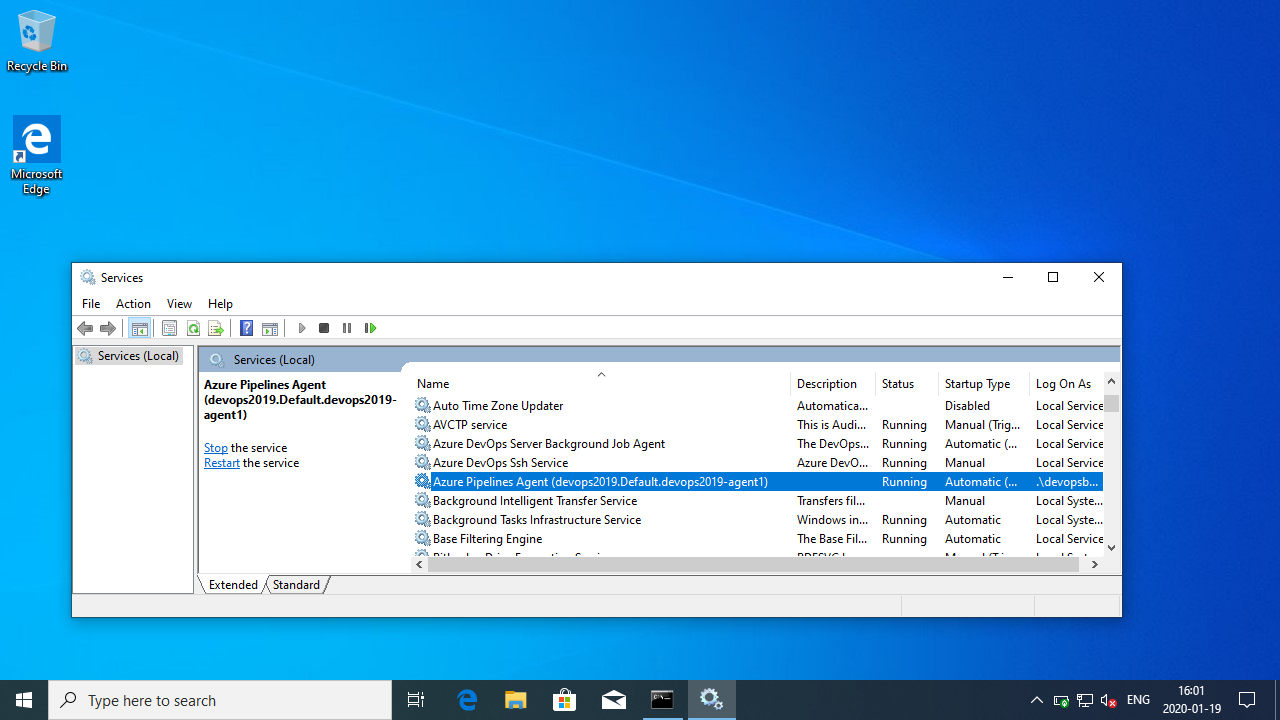 Recycle Bin
Microsoft
Edge
Services
File Action View Help
Services (Local)
Services (Local)
Azure Pipelines Agent
(devops2019.Default.devops2019-
agent1)
Stop the service
Restart the service
Name Description Status Startup Type Log On As
Auto Time Zone Updater Automatica... Disabled Local Service
AVCTP service This is Audi... Running Manual (Trig... Local Service
Azure DevOps Server Background Job Agent The DevOps... Running Automatic (... Local Service
Azure DevOps Ssh Service Azure DevO... Running Manual Local Service
Azure Pipelines Agent (devops2019.Default.devops2019-agent1) Running Automatic (... .\devopsb...
Background Intelligent Transfer Service Transfers fil... Manual Local Syste...
Background Tasks Infrastructure Service Windows in... Running Automatic Local Syste...
Base Filtering Engine The Base Fil... Running Automatic Local Service
Extended Standard
Type here to search
ENG
16:01
2020-01-19